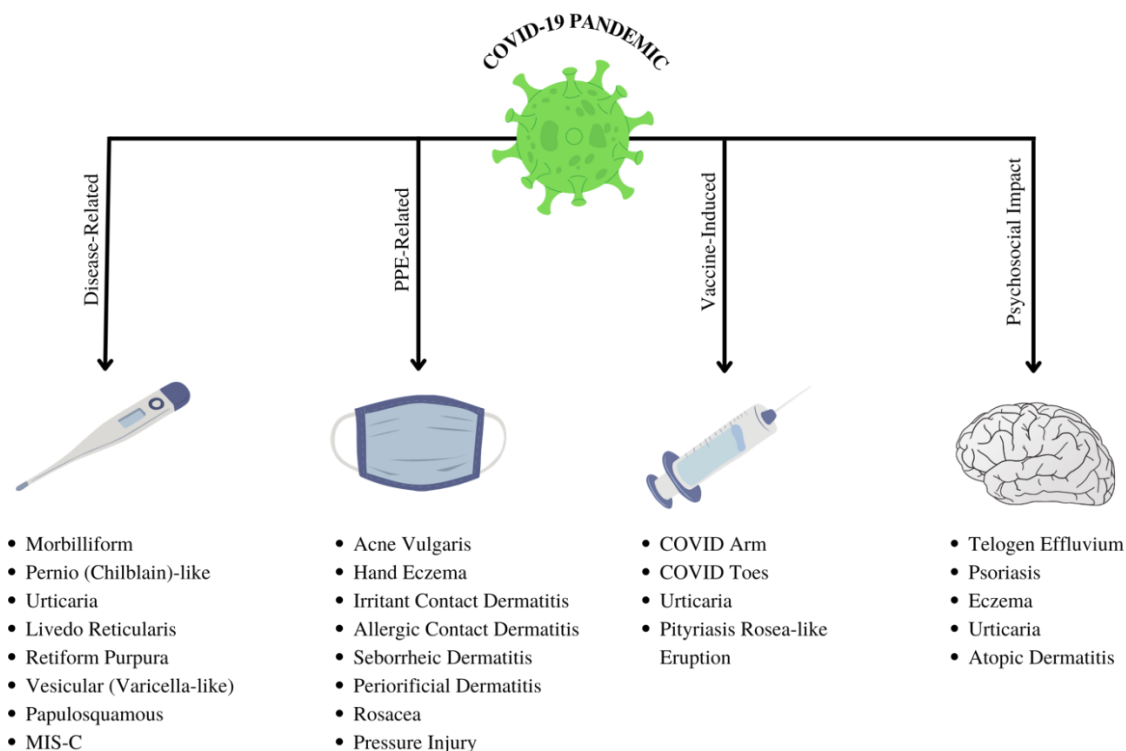 COVID-19 PANDEMIC
Disease-Related
PPE-Related
Vaccine-Induced
Psychosocial Impact
• Morbilliform
• Pernio (Chilblain)-like
• Urticaria
• Livedo Reticularis
• Retiform Purpura
• Vesicular (Varicella-like)
• Papulosquamous
• MIS-C
• Acne Vulgaris
• Hand Eczema
• Irritant Contact Dermatitis
• Allergic Contact Dermatitis
• Seborrheic Dermatitis
• Periorificial Dermatitis
• Rosacea
• Pressure Injury
• COVID Arm
• COVID Toes
• Urticaria
• Pityriasis Rosea-like
Eruption
• Telogen Effluvium
• Psoriasis
• Eczema
• Urticaria
• Atopic Dermatitis